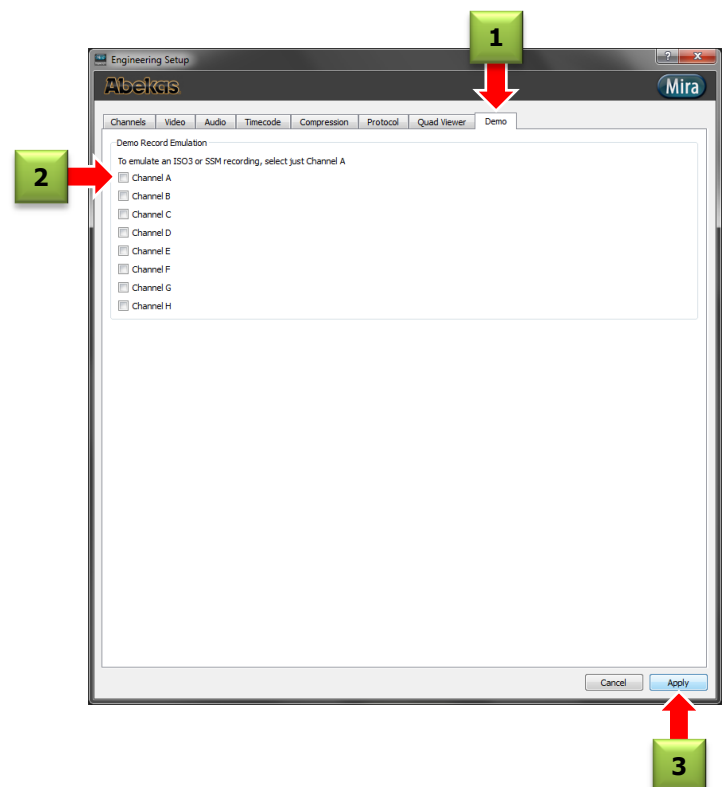 1
Engineering Setup
Abekas
Mira
Channels Video Audio Timecode Compression Protocol Quad Viewer Demo
Demo Record Emulation
To emulate an ISO3 or SSM recording, select just Channel A
2
Channel A
Channel B
Channel C
Channel D
Channel E
Channel F
Channel G
Channel H
Cancel Apply
3